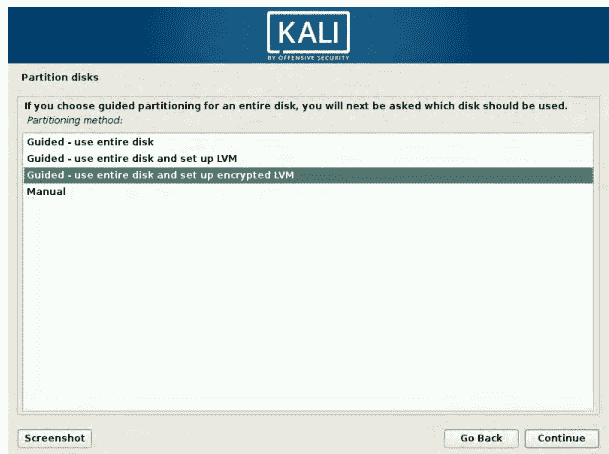 KALI
BY OFFENSIVE SECURITY
Partition disks
If you choose guided partitioning for an entire disk, you will next be asked which disk should be used.
Partitioning method:
Guided - use entire disk
Guided - use entire disk and set up LVM
Guided - use entire disk and set up encrypted LVM
Manual
Screenshot
Go Back
Continue